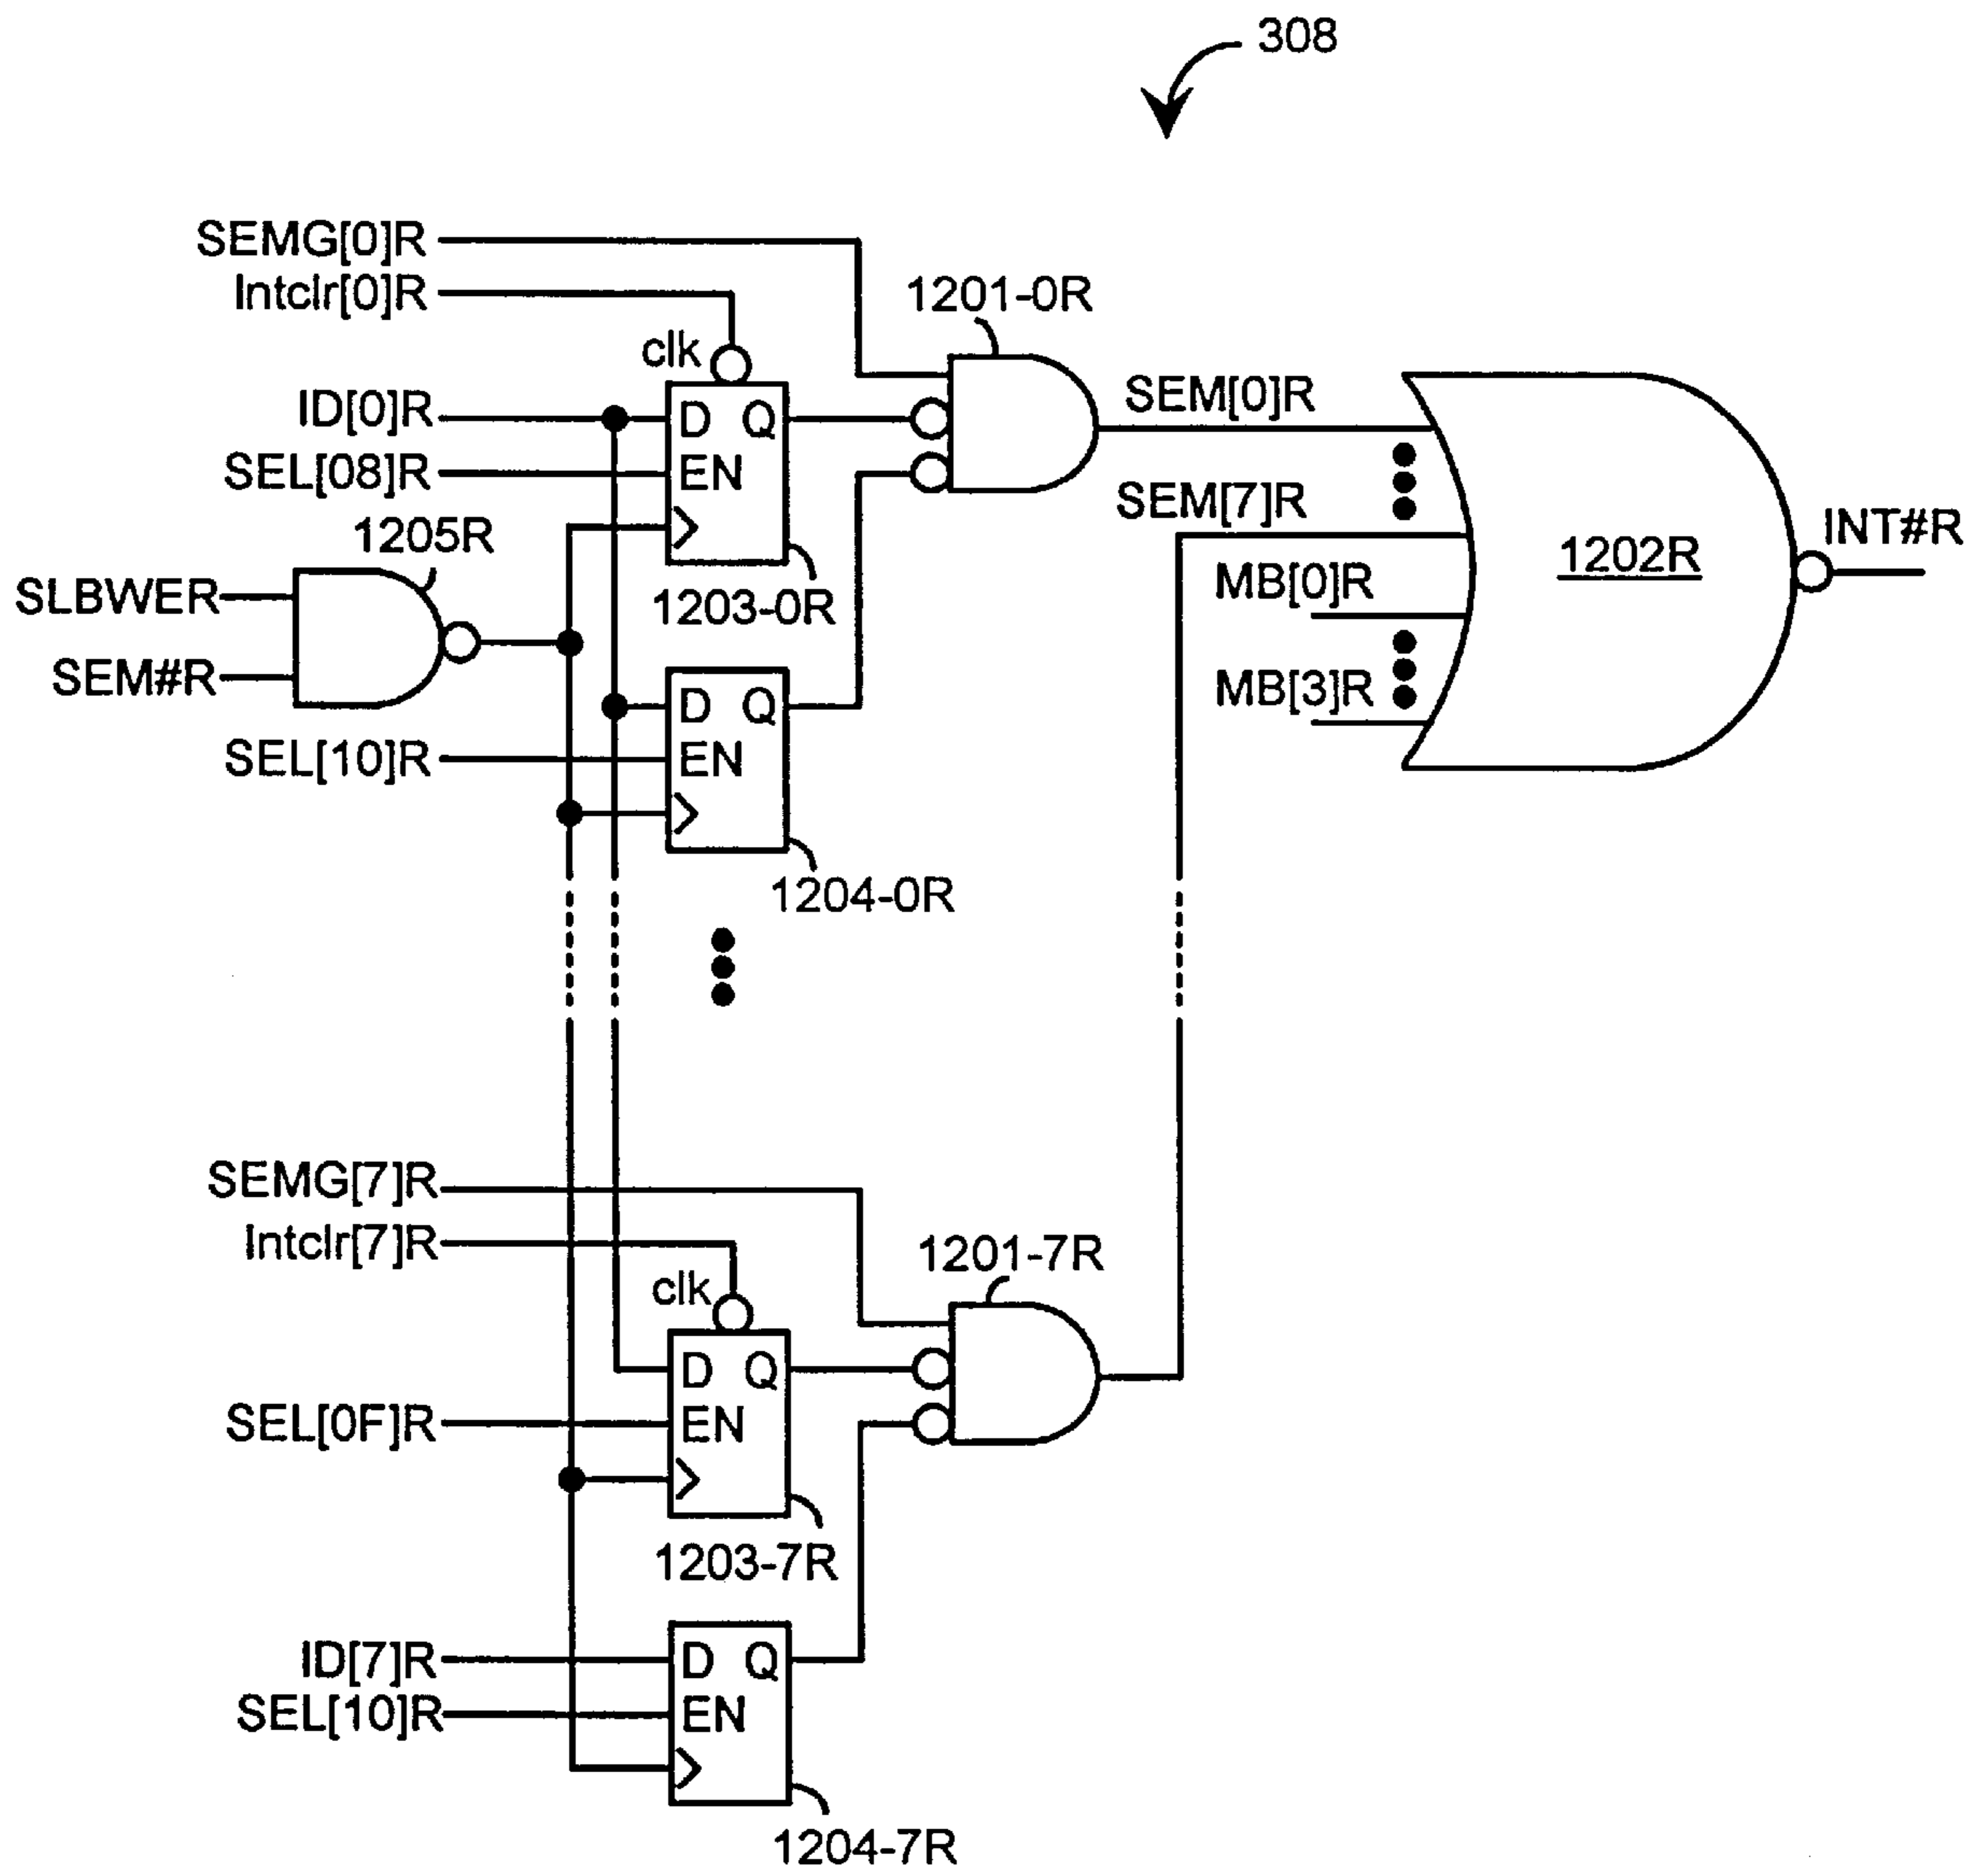 308
SEMG[0]R
Intclr[0]R
1201-0R
clk
SEM[0]R
ID[0]R
D Q
SEL[08]R
EN
SEM[7]R
1205R
INT#R
1202R
SLBWER
MB[0]R
1203-0R
SEM#R
MB[3]R
D Q
SEL[10]R
EN
1204-0R
SEMG[7]R
Intclr[7]R
1201-7R
clk
D Q
SEL[0F]R
EN
1203-7R
ID[7]R
D Q
SEL[10]R
EN
1204-7R